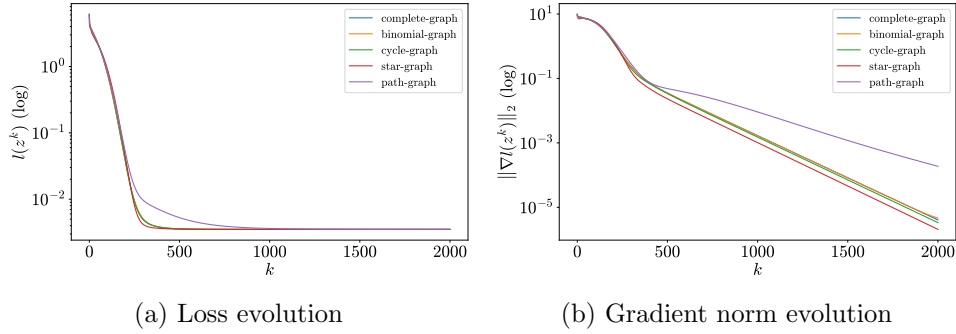 complete-graph
binomial-graph
cycle-graph
star-graph
path-graph
10^0
10^{-1}
10^{-2}
l(z^k) (log)
0 500 1000 1500 2000
k
complete-graph
binomial-graph
cycle-graph
star-graph
path-graph
10^1
10^{-1}
10^{-3}
10^{-5}
||∇l(z^k)||_2 (log)
0 500 1000 1500 2000
k
(a) Loss evolution
(b) Gradient norm evolution